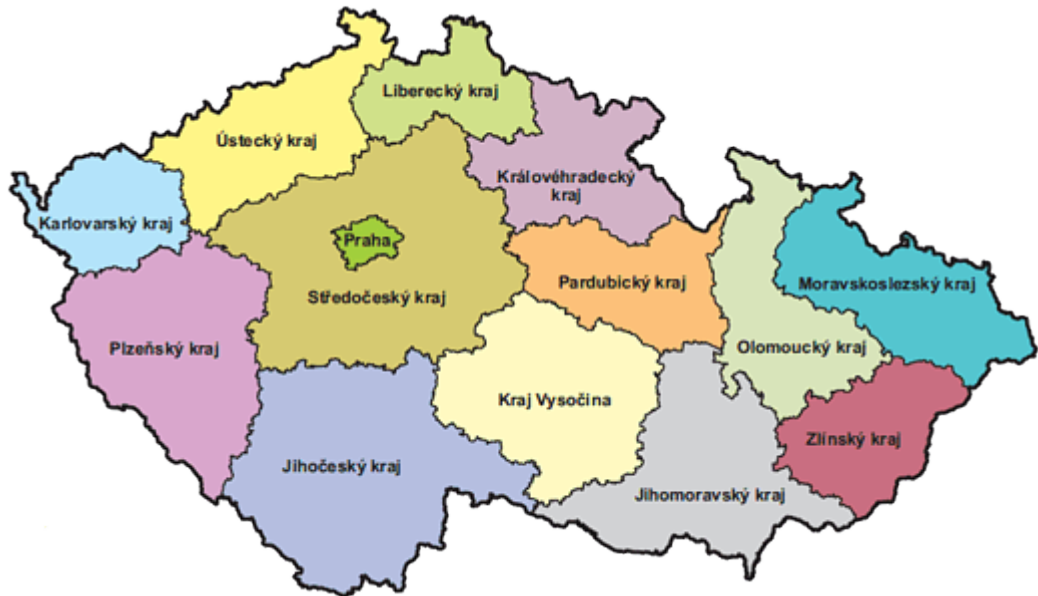 Liberecký kraj
Ústecký kraj
Královéhradecký
kraj
Karlovarský kraj
Praha
Středočeský kraj
Pardubický kraj
Moravskoslezský kraj
Plzeňský kraj
Olomoucký kraj
Kraj Vysočina
Zlínský kraj
Jihočeský kraj
Jihomoravský kraj